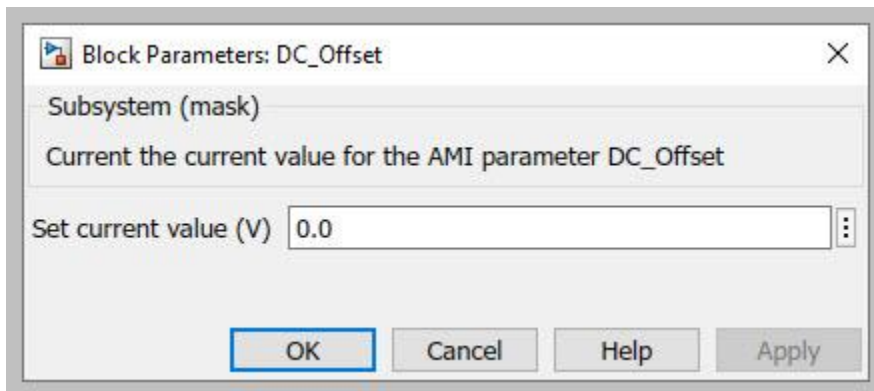 Block Parameters: DC_Offset
Subsystem (mask)
Current the current value for the AMI parameter DC_Offset
Set current value (V) 0.0
OK Cancel Help Apply